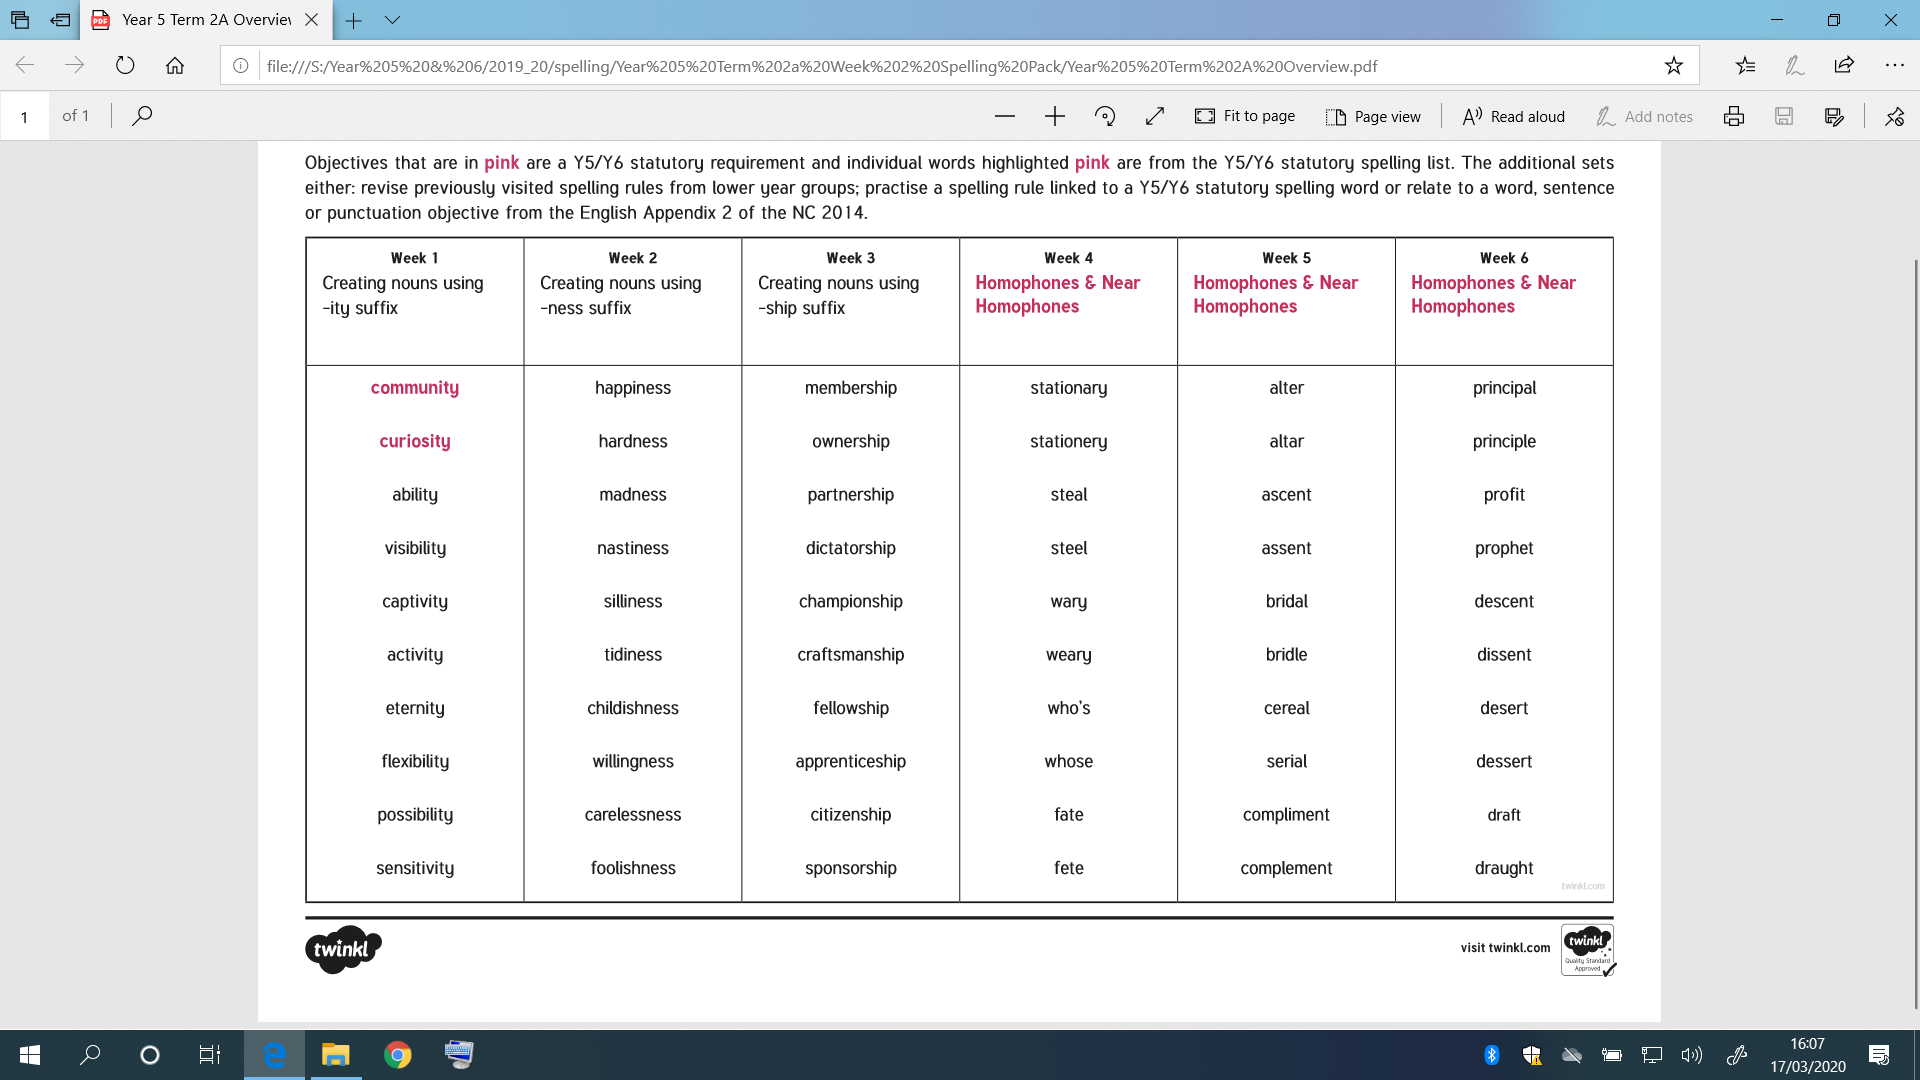 Year 5 Term 2A Overviev
file:///S:/Year%205%20&%206/2019_20/spelling/Year%205%20Term%202a%20Week%202%20Spelling%20Pack/Year%205%20Term%202A%20Overview.pdf
1 of 1 Fit to page Page view Read aloud Add notes
Objectives that are in pink are a Y5/Y6 statutory requirement and individual words highlighted pink are from the Y5/Y6 statutory spelling list. The additional sets
either: revise previously visited spelling rules from lower year groups; practise a spelling rule linked to a Y5/Y6 statutory spelling word or relate to a word, sentence
or punctuation objective from the English Appendix 2 of the NC 2014.
Week 1 Week 2 Week 3 Week 4 Week 5 Week 6
Creating nouns using Creating nouns using Creating nouns using Homophones & Near Homophones & Near Homophones & Near
-ity suffix -ness suffix -ship suffix Homophones Homophones Homophones
community happiness membership stationary alter principal
curiosity hardness ownership stationery altar principle
ability madness partnership steal ascent profit
visibility nastiness dictatorship steel assent prophet
captivity silliness championship wary bridal descent
activity tidiness craftsmanship weary bridle dissent
eternity childishness fellowship who's cereal desert
flexibility willingness apprenticeship whose serial dessert
possibility carelessness citizenship fate compliment draft
sensitivity foolishness sponsorship fete complement draught
twinkl.com
twinkl visit twinkl.com twinkl
Quality Standard
Approved
16:07
17/03/2020